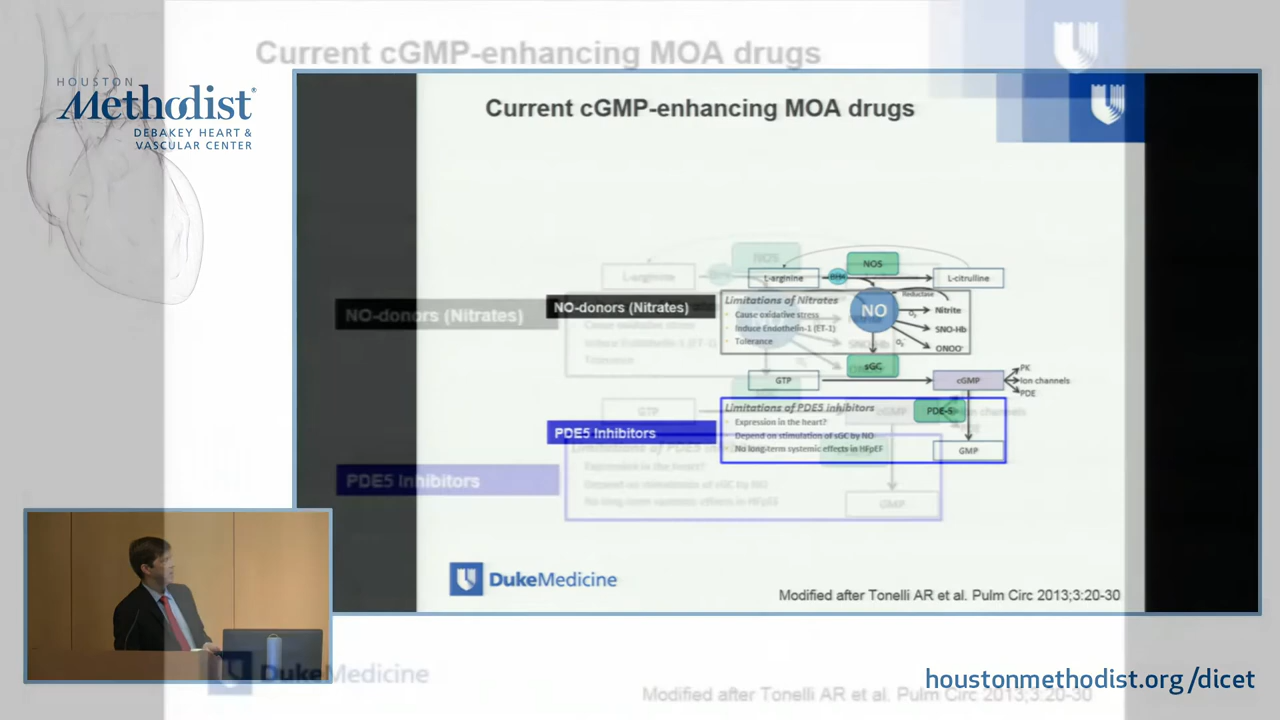 Current cGMP-enhancing MOA drugs
HOUSTON
Methodist®
DEBAKEY HEART &
VASCULAR CENTER
Current cGMP-enhancing MOA drugs
NOS
L-arginine
BH4
L-citrulline
NO-donors (Nitrates)
Limitations of Nitrates
Cause oxidative stress
Induce Endothelin-1 (ET-1)
Tolerance
NO
Reductase
O2
Nitrite
SNO-Hb
ONOO-
sGC
GTP
cGMP
PK
Ion channels
PDE
PDE5 Inhibitors
Limitations of PDE5 inhibitors
Expression in the heart?
Depend on stimulation of sGC by NO
No long-term systemic effects in HFpEF
PDE-5
GMP
NO-donors (Nitrates)
PDE5 Inhibitors
DukeMedicine
Modified after Tonelli AR et al. Pulm Circ 2013;3:20-30
DukeMedicine
Modified after Tonelli AR et al. Pulm Circ 2013;3:20-30
houstonmethodist.org/dicet